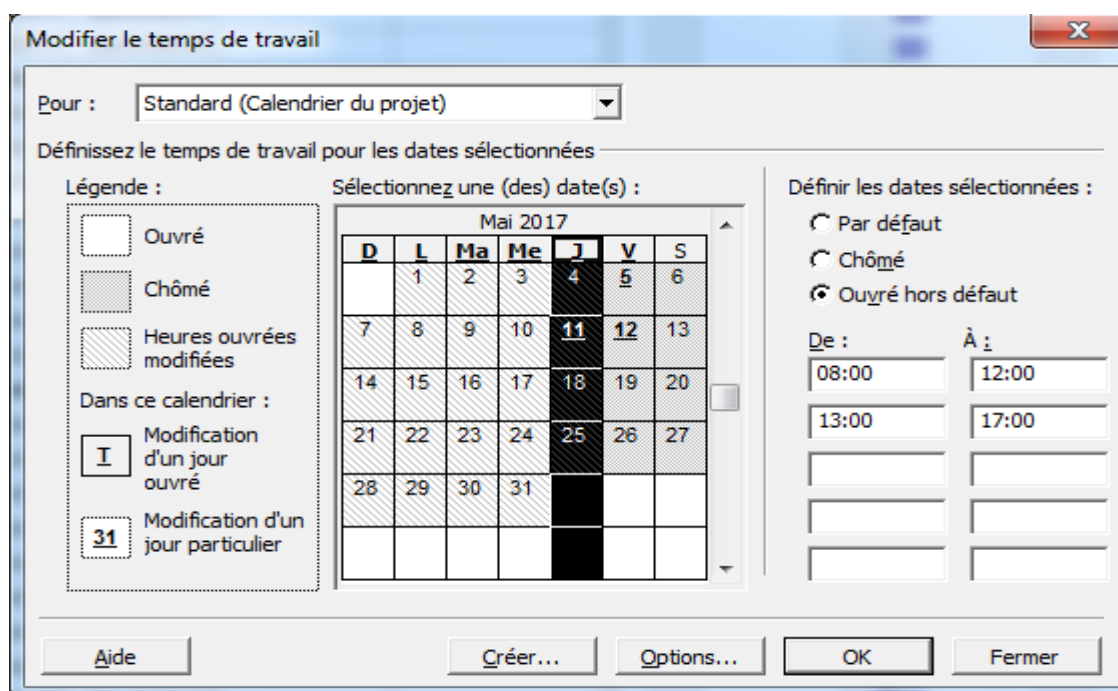 Modifier le temps de travail
x
Pour : Standard (Calendrier du projet)
Définissez le temps de travail pour les dates sélectionnées
Légende :
Ouvré
Chômé
Heures ouvrées
modifiées
Dans ce calendrier :
T
Modification
d'un jour
ouvré
31
Modification d'un
jour particulier
Sélectionnez une (des) date(s) :
Mai 2017
D L Ma Me J V S
1 2 3 4 5 6
7 8 9 10 11 12 13
14 15 16 17 18 19 20
21 22 23 24 25 26 27
28 29 30 31
Définir les dates sélectionnées :
Par défaut
Chômé
Ouvré hors défaut
De : À :
08:00 12:00
13:00 17:00
Aide Créer... Options... OK Fermer